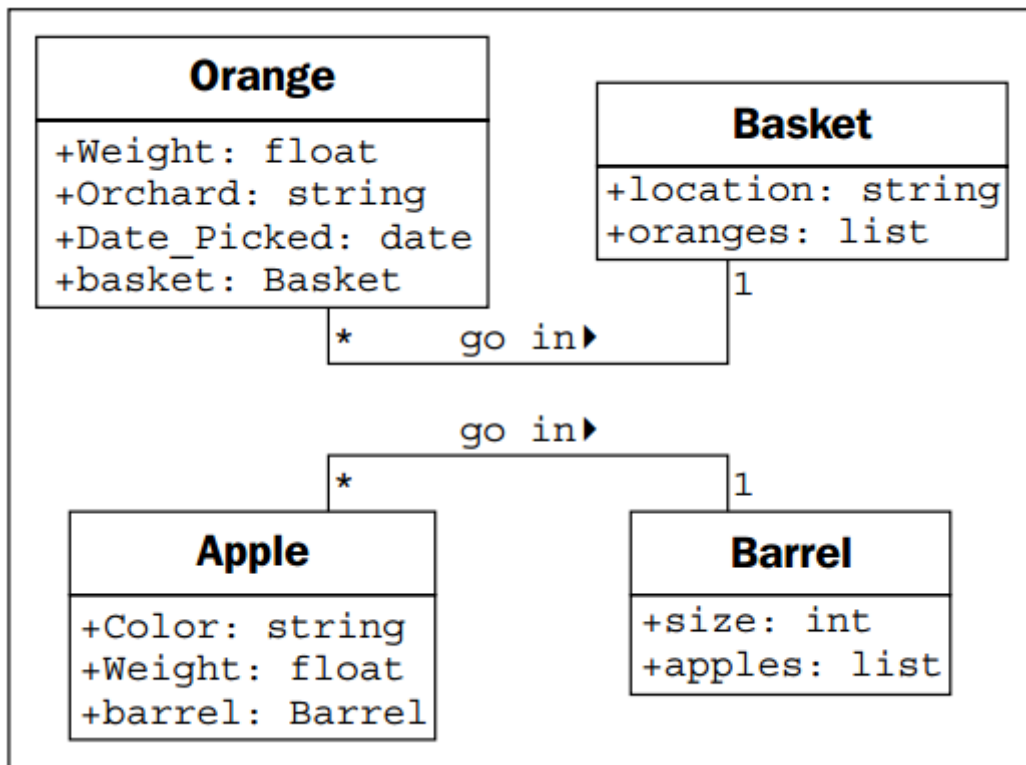 Orange
+Weight: float
+Orchard: string
+Date_Picked: date
+basket: Basket
Basket
+location: string
+oranges: list
1
* go in▶
go in▶
* 1
Apple
+Color: string
+Weight: float
+barrel: Barrel
Barrel
+size: int
+apples: list